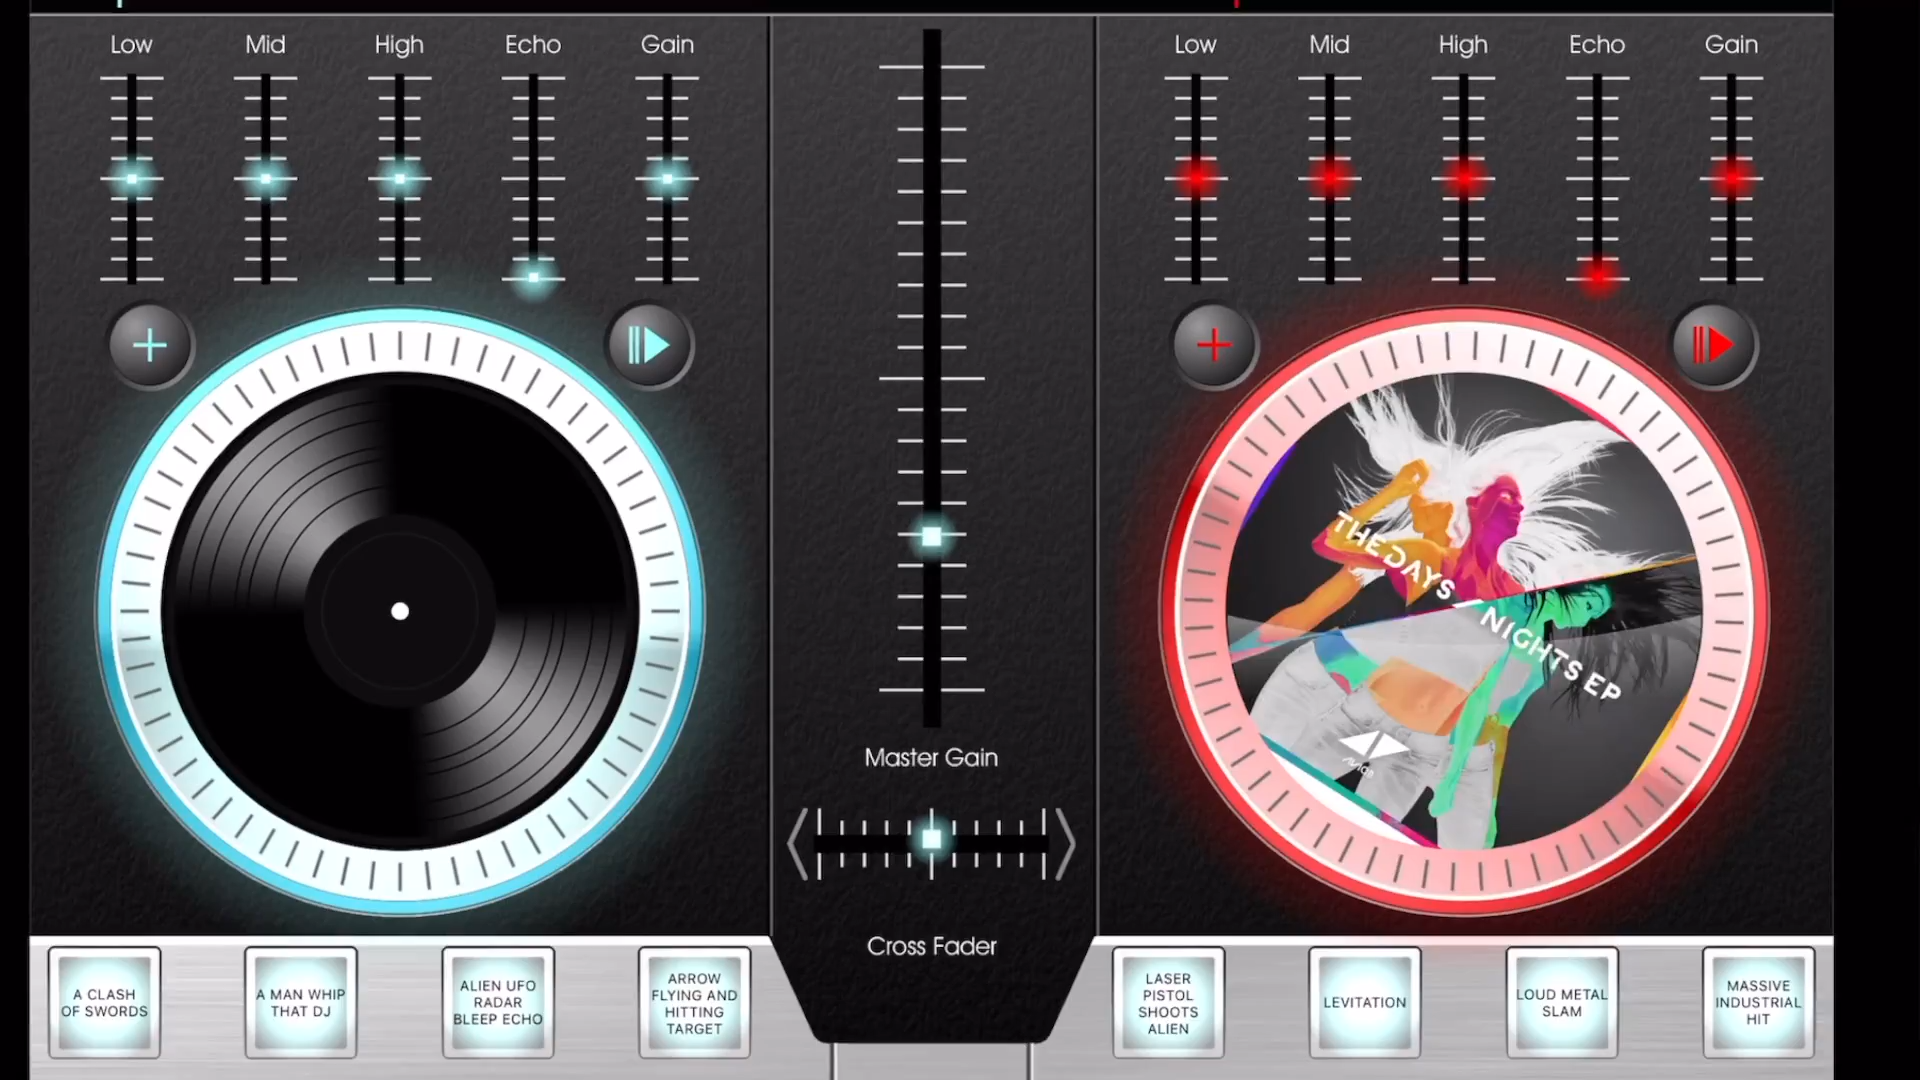 Low Mid High Echo Gain
Low Mid High Echo Gain
THE DAYS / NIGHTS EP
Master Gain
Cross Fader
A CLASH
OF SWORDS
A MAN WHIP
THAT DJ
ALIEN UFO
RADAR
BLEEP ECHO
ARROW
FLYING AND
HITTING
TARGET
LASER
PISTOL
SHOOTS
ALIEN
LEVITATION
LOUD METAL
SLAM
MASSIVE
INDUSTRIAL
HIT